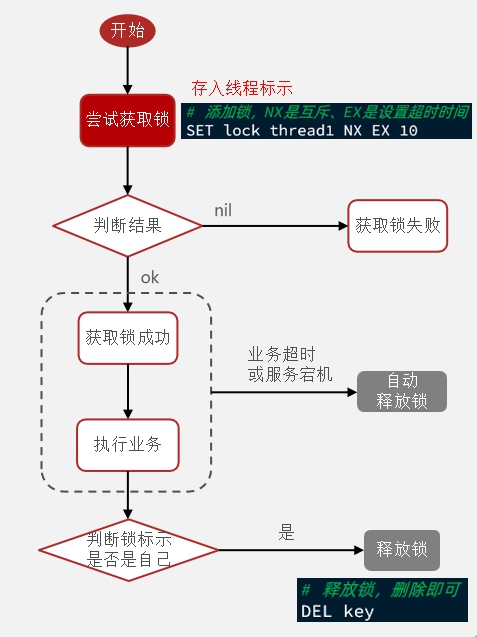 开始
存入线程标示
尝试获取锁
# 添加锁，NX是互斥、EX是设置超时时间
SET lock thread1 NX EX 10
判断结果
nil
获取锁失败
ok
获取锁成功
业务超时
或服务宕机
自动
释放锁
执行业务
判断锁标示
是否是自己
是
释放锁
# 释放锁，删除即可
DEL key